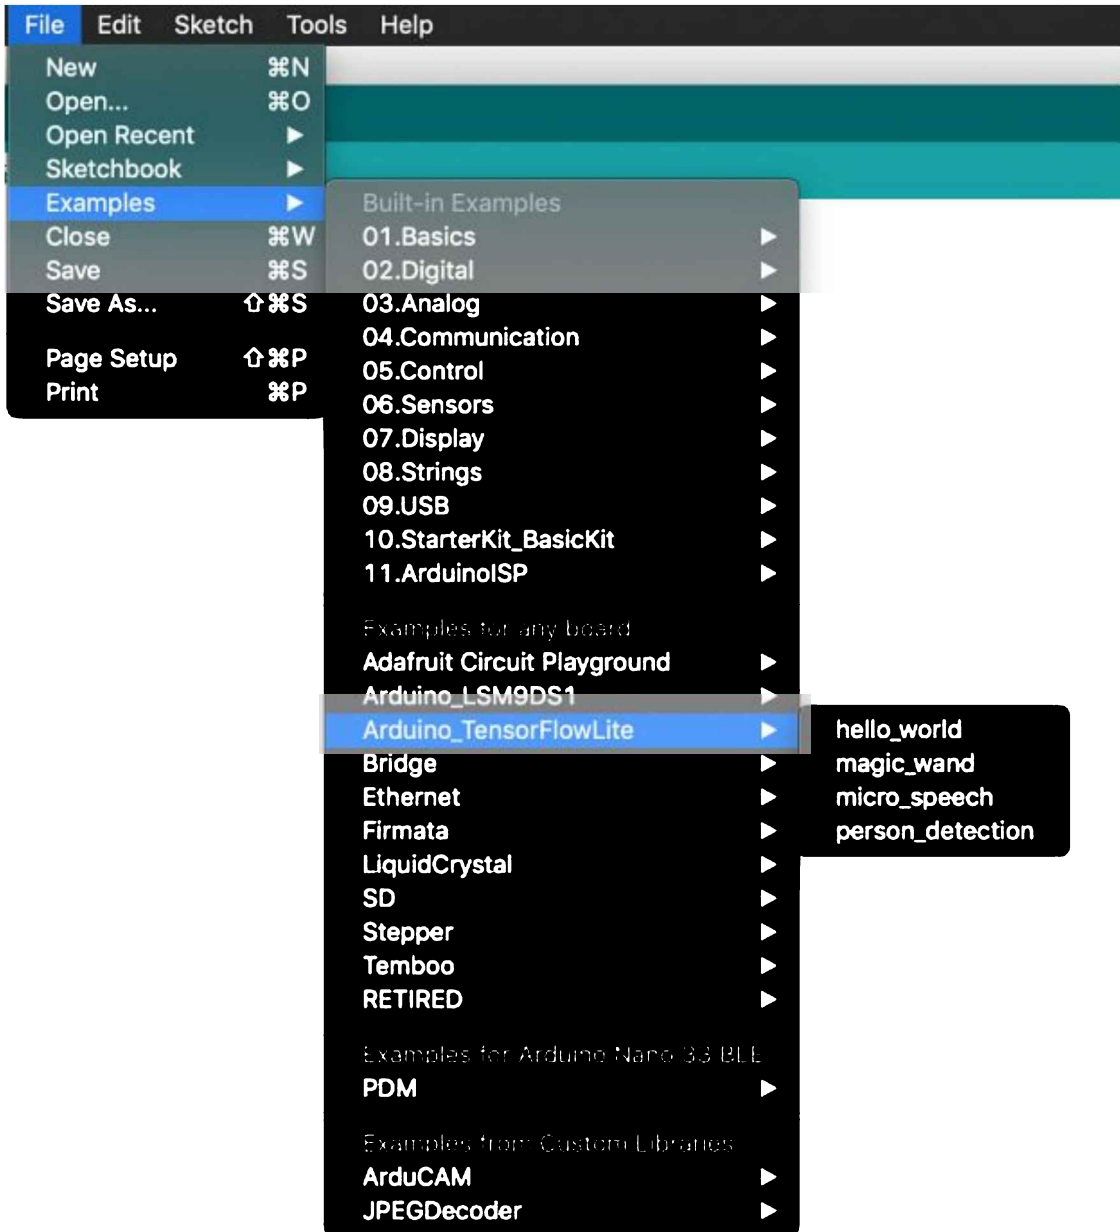 File Edit Sketch Tools Help
New ⌘N
Open... ⌘O
Open Recent ▶
Sketchbook ▶
Examples ▶
Close ⌘W
Save ⌘S
Save As... ⇧⌘S
Page Setup ⇧⌘P
Print ⌘P
Built-in Examples
01.Basics ▶
02.Digital ▶
03.Analog ▶
04.Communication ▶
05.Control ▶
06.Sensors ▶
07.Display ▶
08.Strings ▶
09.USB ▶
10.StarterKit_BasicKit ▶
11.ArduinoISP ▶
Examples for any board
Adafruit Circuit Playground ▶
Arduino_LSM9DS1 ▶
Arduino_TensorFlowLite ▶
Bridge ▶
Ethernet ▶
Firmata ▶
LiquidCrystal ▶
SD ▶
Stepper ▶
Temboo ▶
RETIRED ▶
Examples for Arduino Nano 33 BLE
PDM ▶
Examples from Custom Libraries
ArduCAM ▶
JPEGDecoder ▶
hello_world
magic_wand
micro_speech
person_detection